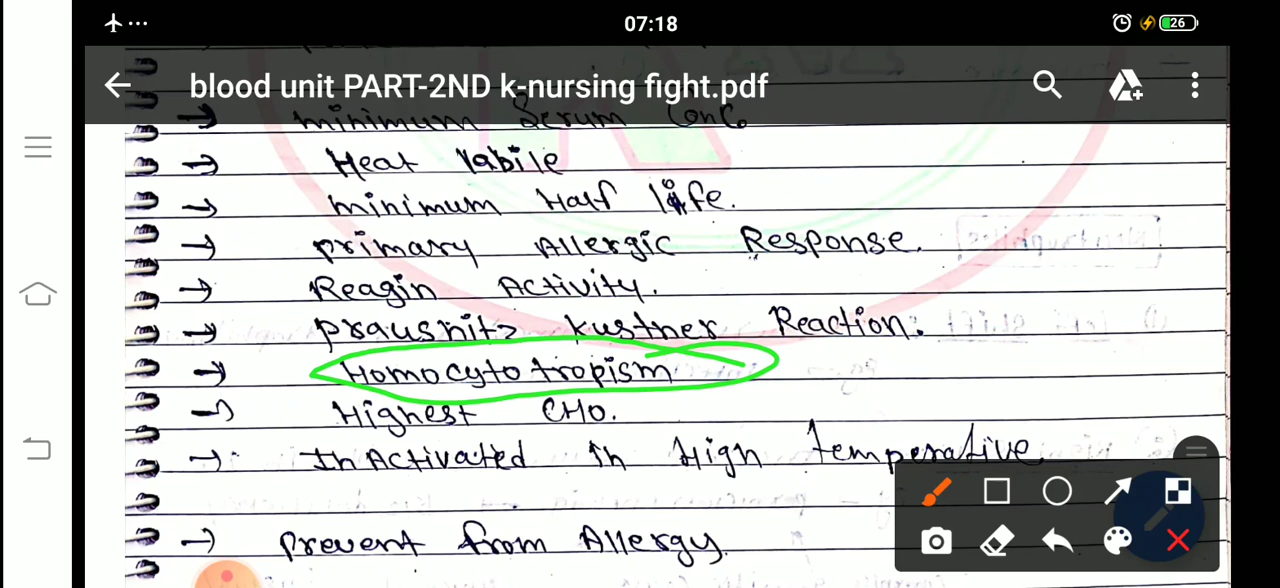 07:18
26
blood unit PART-2ND k-nursing fight.pdf
→ minimum Serum Conc
→ Heat labile
→ minimum Half life.
→ primary Allergic Response.
→ Reagin Activity.
→ prausnitz kustner Reaction.
→ Homocytotropism
→ Highest CHO.
→ InActivated in High temperative
→ prevent from Allergy.